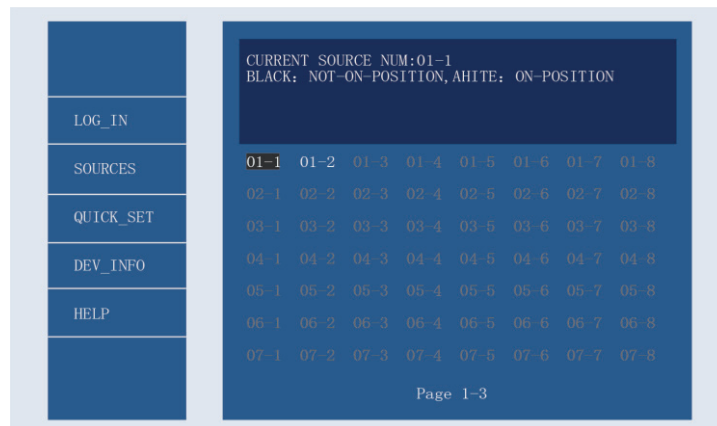 LOG_IN
SOURCES
QUICK_SET
DEV_INFO
HELP
CURRENT SOURCE NUM:01-1
BLACK: NOT-ON-POSITION, AHITE: ON-POSITION
01-1 01-2 01-3 01-4 01-5 01-6 01-7 01-8
02-1 02-2 02-3 02-4 02-5 02-6 02-7 02-8
03-1 03-2 03-3 03-4 03-5 03-6 03-7 03-8
04-1 04-2 04-3 04-4 04-5 04-6 04-7 04-8
05-1 05-2 05-3 05-4 05-5 05-6 05-7 05-8
06-1 06-2 06-3 06-4 06-5 06-6 06-7 06-8
07-1 07-2 07-3 07-4 07-5 07-6 07-7 07-8
Page 1-3